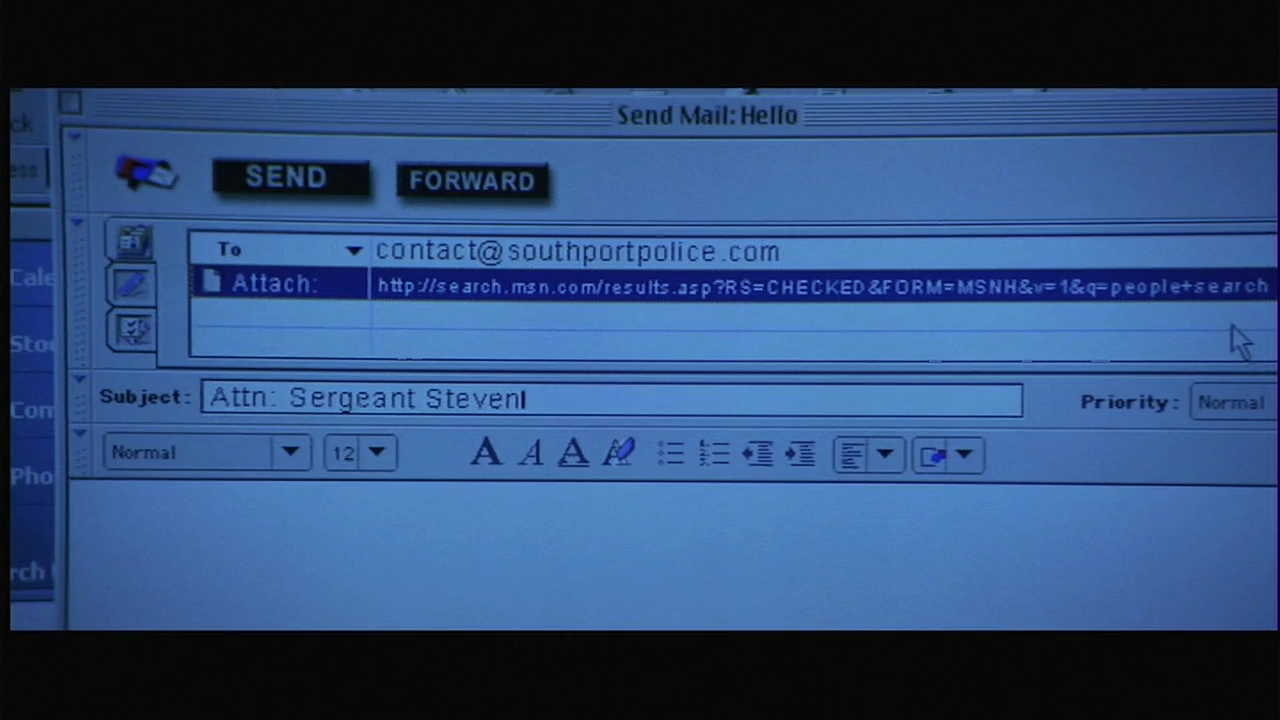 Send Mail: Hello
SEND
FORWARD
To
contact@southportpolice.com
Attach:
http://search.msn.com/results.asp?RS=CHECKED&FORM=MSNH&v=1&q=people+search
Subject:
Attn: Sergeant Steven
Priority:
Normal
Normal
12
A A A A